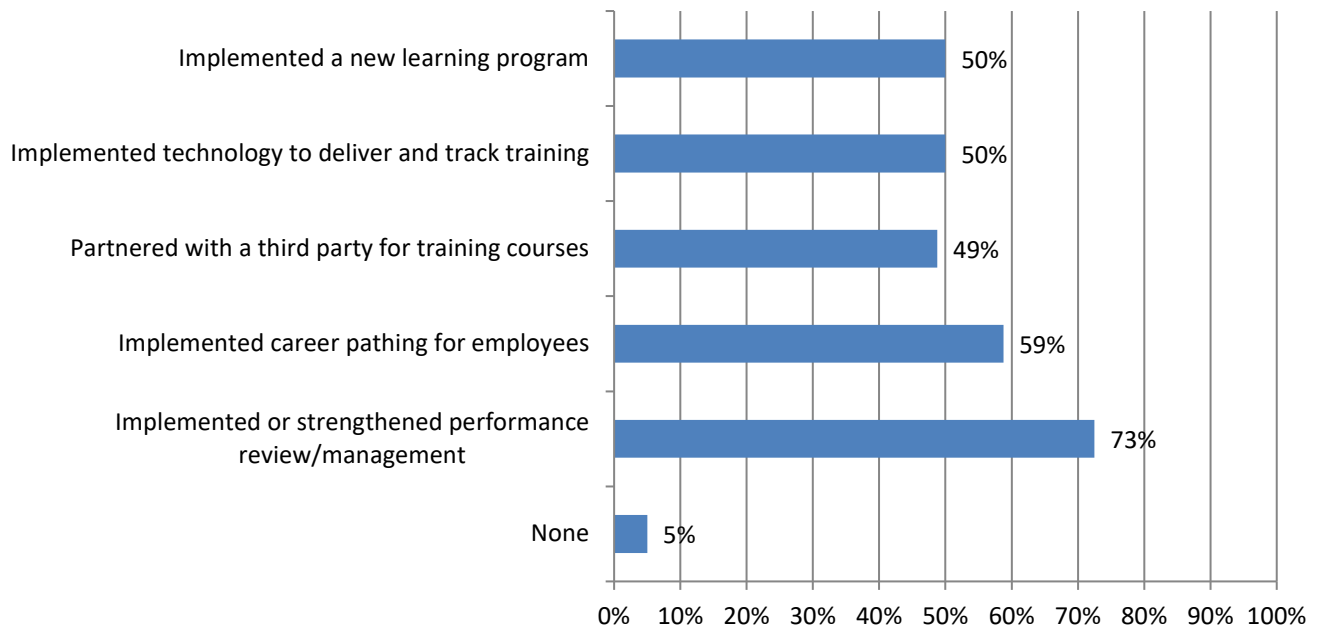 Implemented a new learning program
50%
Implemented technology to deliver and track training
50%
Partnered with a third party for training courses
49%
Implemented career pathing for employees
59%
Implemented or strengthened performance
review/management
73%
None
5%
0% 10% 20% 30% 40% 50% 60% 70% 80% 90% 100%